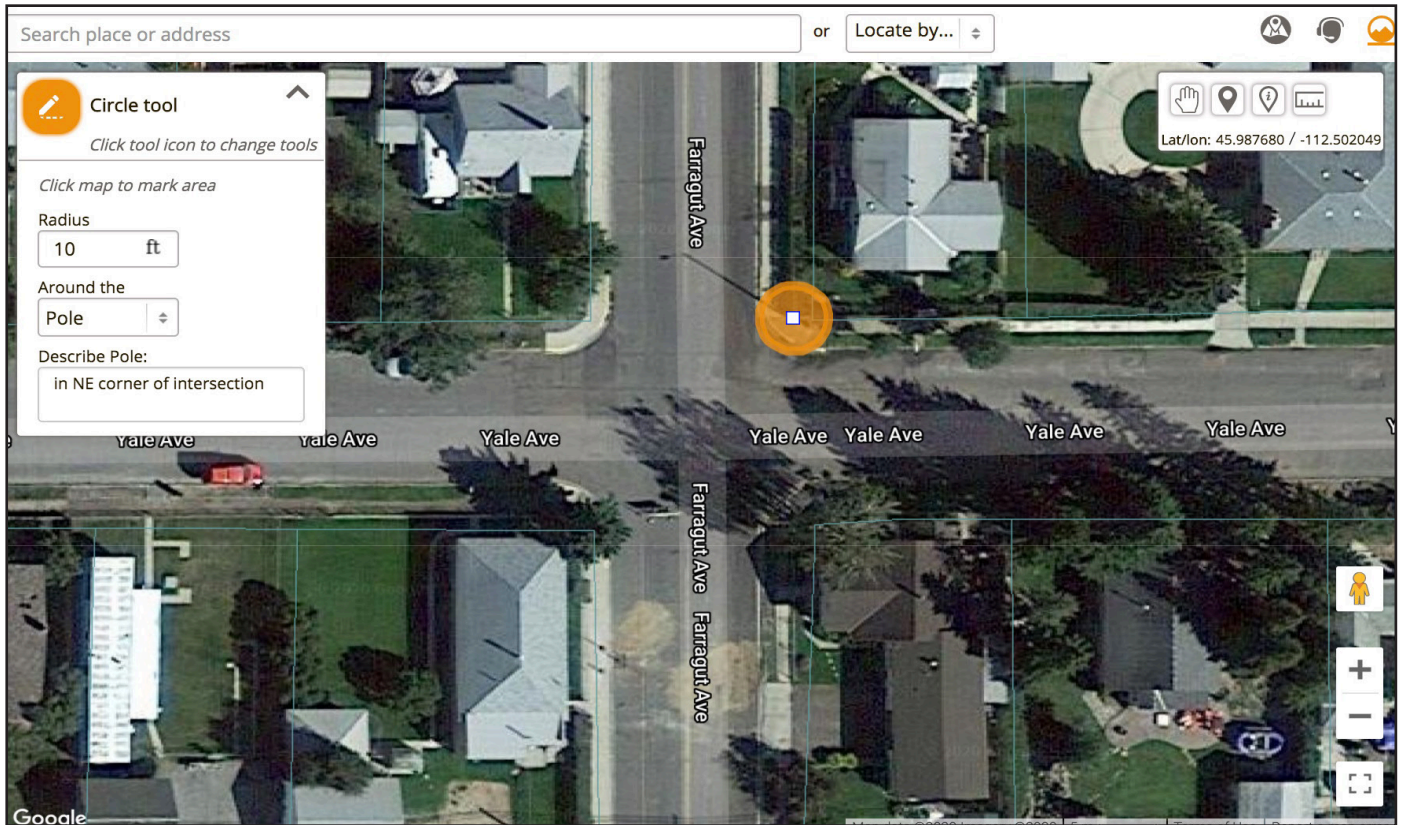 Search place or address
or
Locate by...
Circle tool
Click tool icon to change tools
Click map to mark area
Radius
10 ft
Around the
Pole
Describe Pole:
in NE corner of intersection
Lat/lon: 45.987680 / -112.502049
Farragut Ave
Yale Ave
Yale Ave
Yale Ave
Yale Ave
Yale Ave
Yale Ave
Yale Ave
Farragut Ave
Farragut Ave
Google